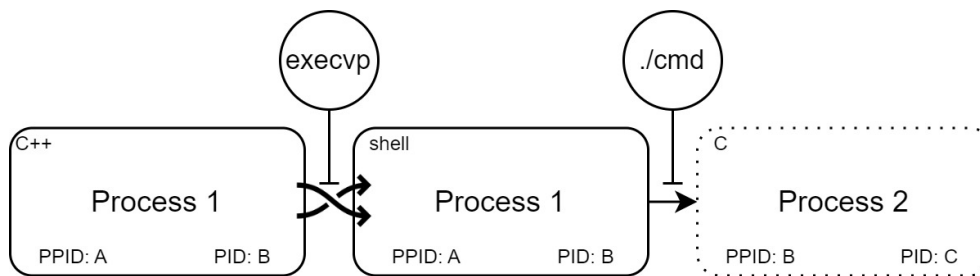 execvp
./cmd
C++
Process 1
PPID: A
PID: B
shell
Process 1
PPID: A
PID: B
C
Process 2
PPID: B
PID: C